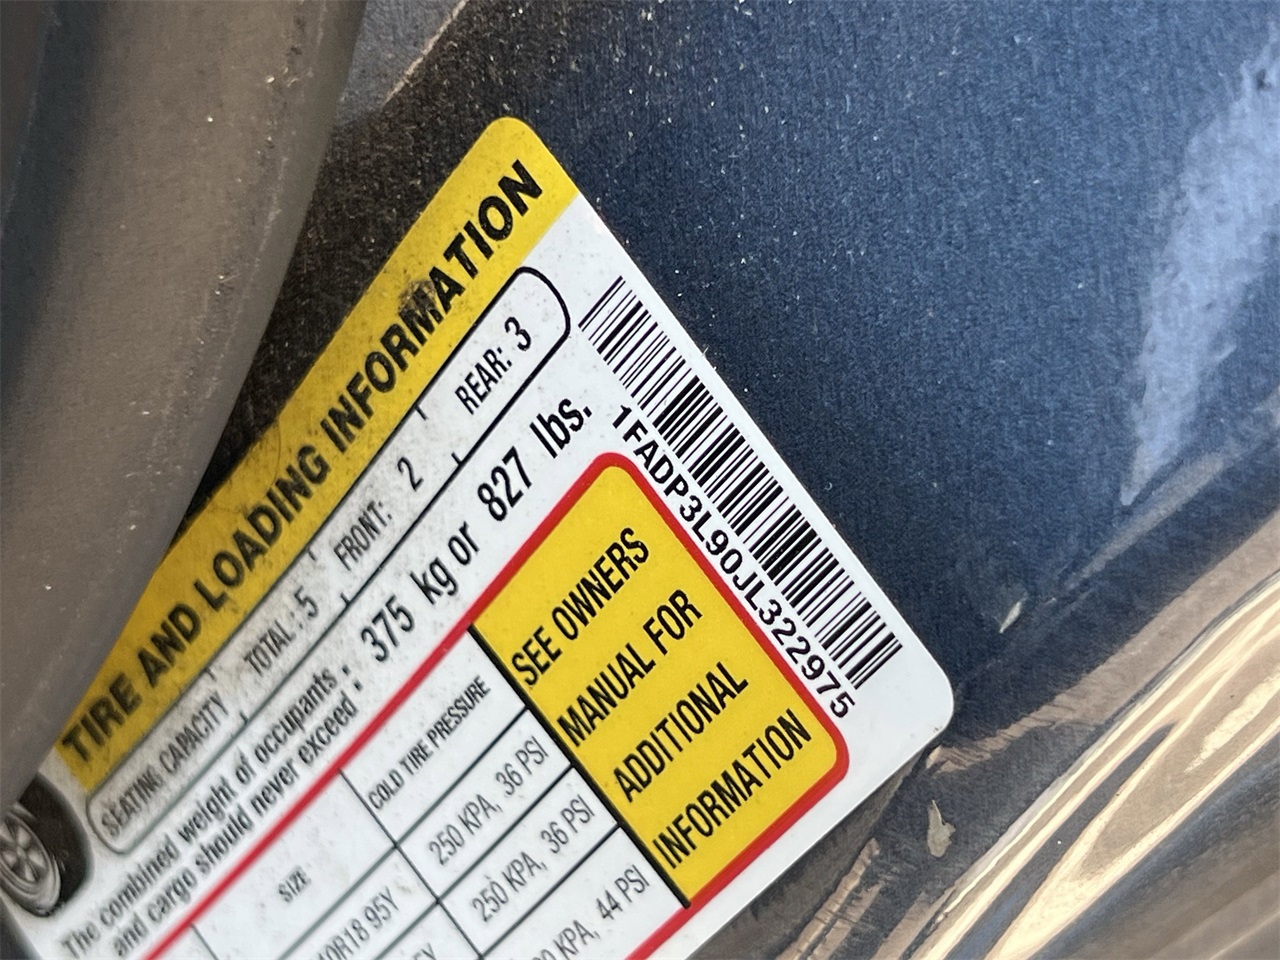 TIRE AND LOADING INFORMATION
SEATING CAPACITY TOTAL: 5 FRONT: 2 REAR: 3
The combined weight of occupants
and cargo should never exceed : 375 kg or 827 lbs.
1FADP3L90JL322975
SIZE COLD TIRE PRESSURE
R18 95Y 250 KPA, 36 PSI
250 KPA, 36 PSI
KPA, 44 PSI
SEE OWNERS
MANUAL FOR
ADDITIONAL
INFORMATION